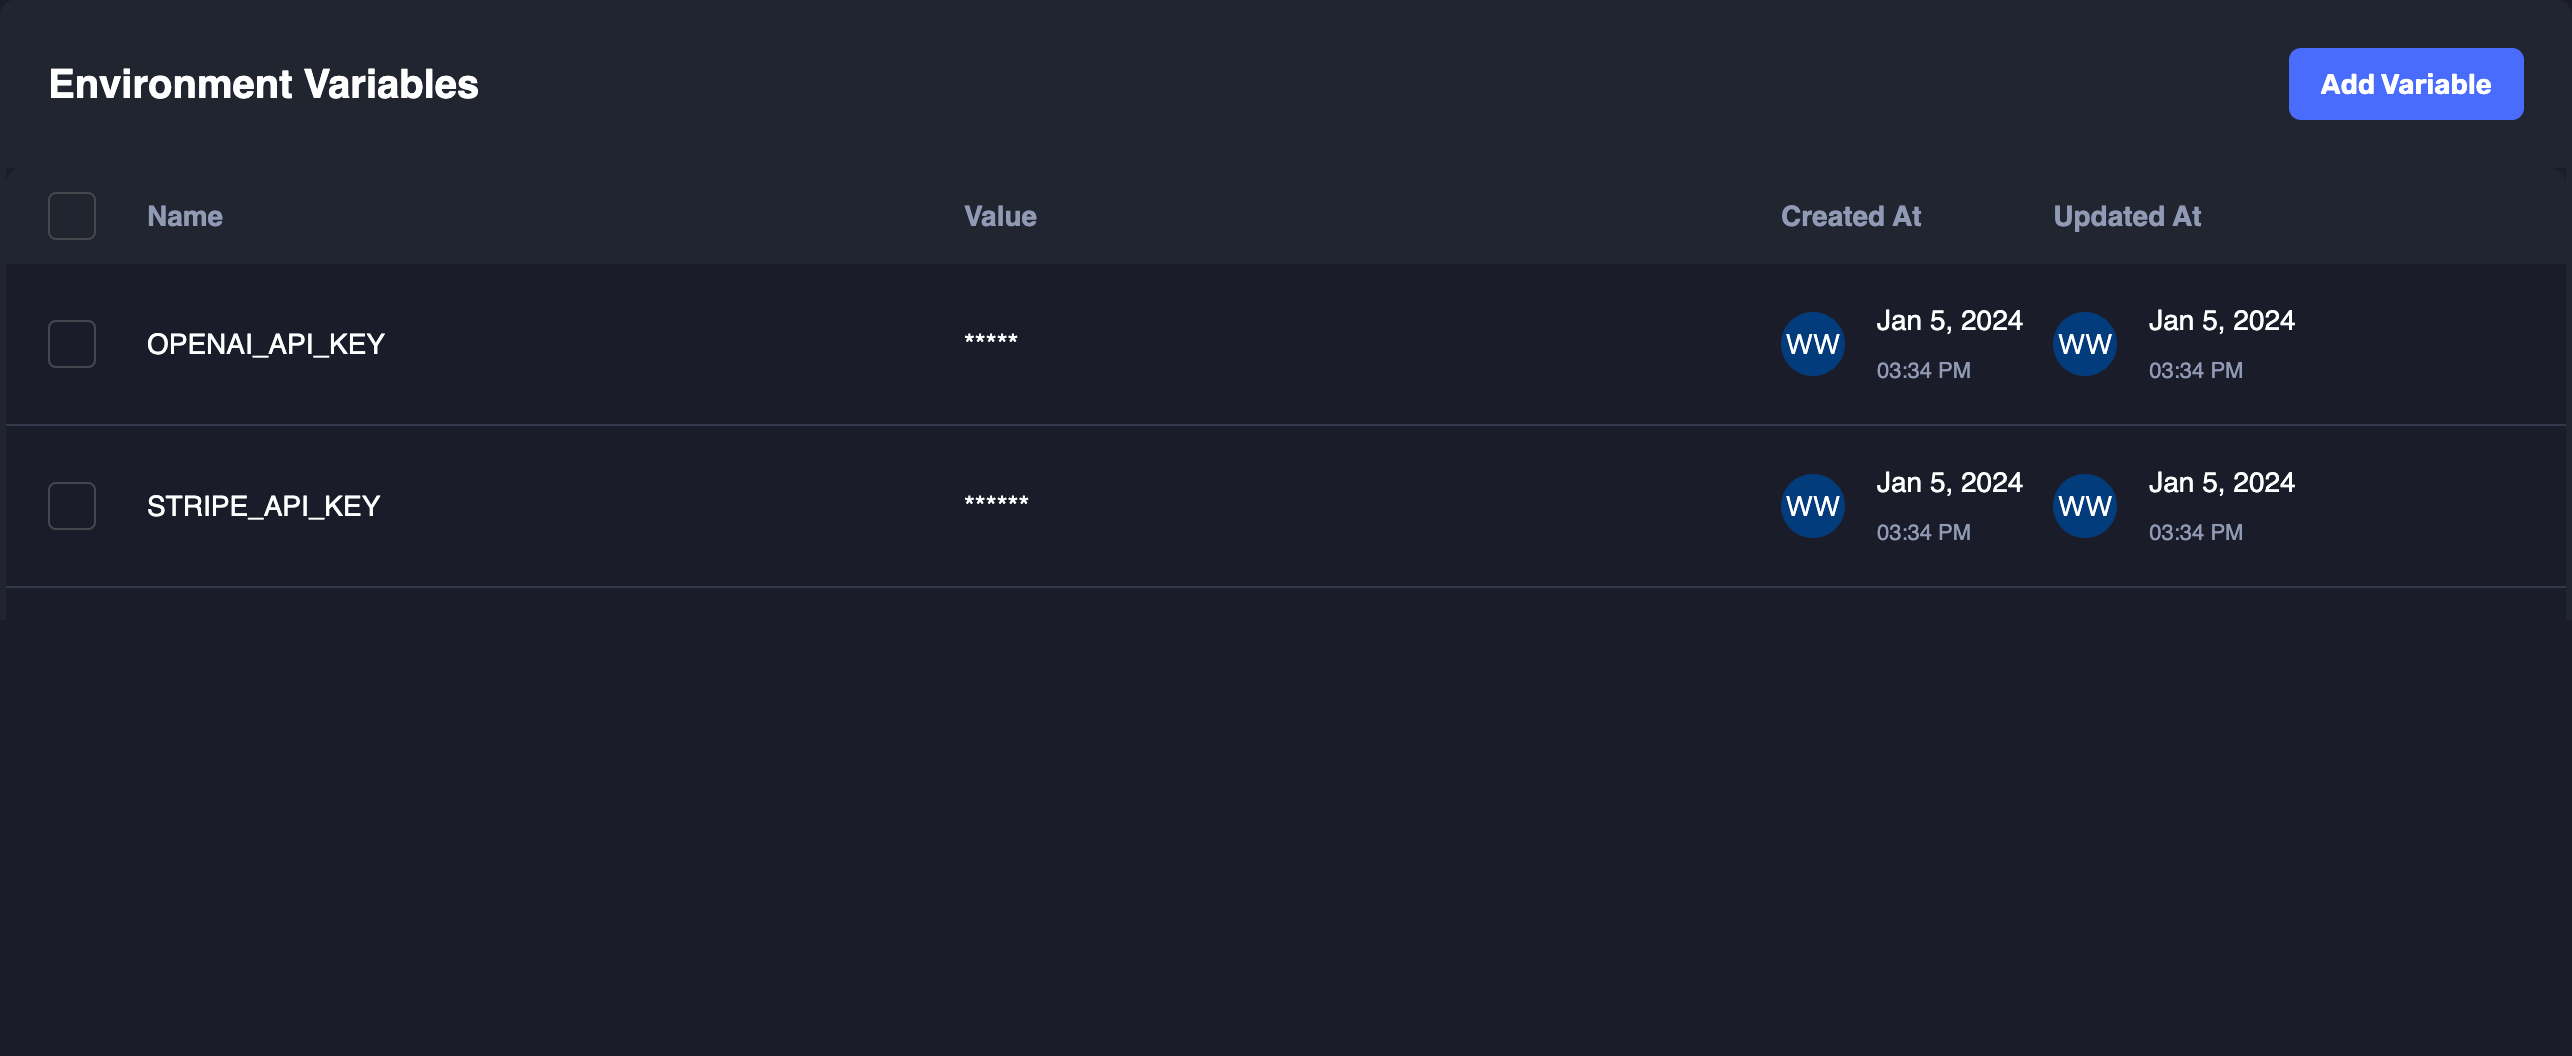 Environment Variables
Add Variable
Name Value Created At Updated At
OPENAI_API_KEY ***** WW Jan 5, 2024 WW Jan 5, 2024
03:34 PM 03:34 PM
STRIPE_API_KEY ****** WW Jan 5, 2024 WW Jan 5, 2024
03:34 PM 03:34 PM